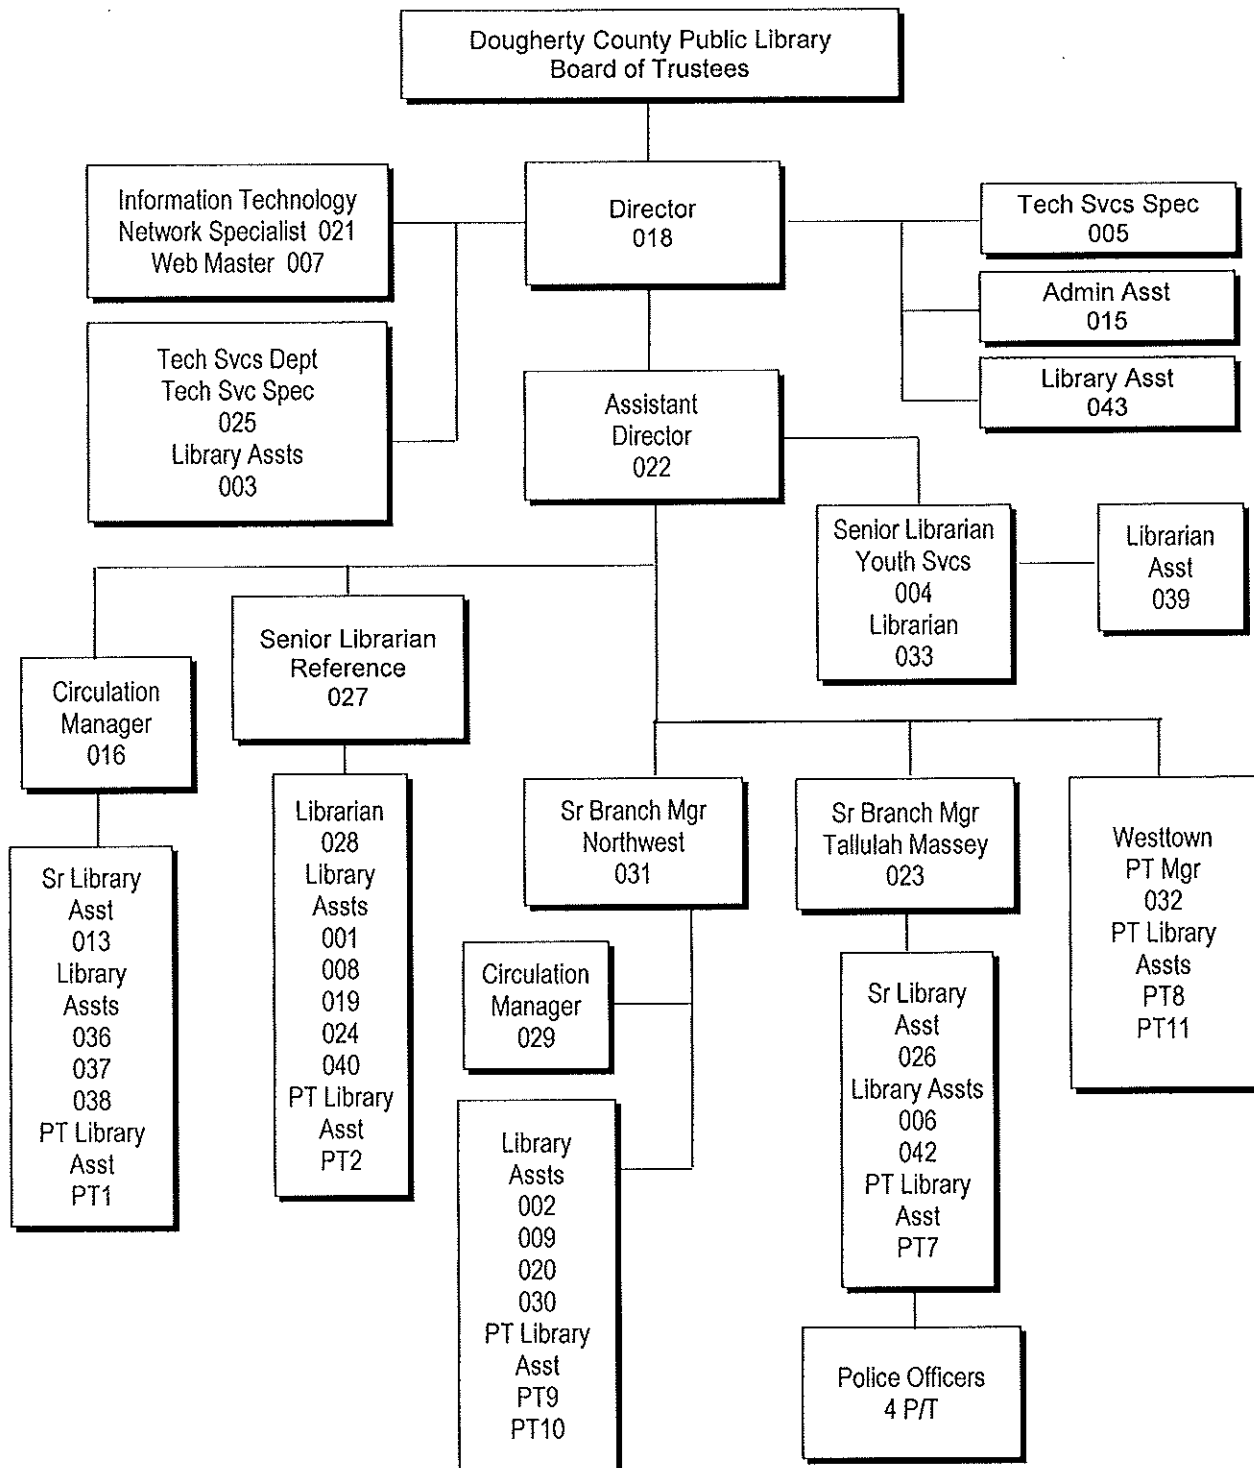 Dougherty County Public Library
Board of Trustees
Information Technology
Network Specialist 021
Web Master 007
Director
018
Tech Svcs Spec
005
Admin Asst
015
Library Asst
043
Tech Svcs Dept
Tech Svc Spec
025
Library Assts
003
Assistant
Director
022
Senior Librarian
Youth Svcs
004
Librarian
033
Librarian
Asst
039
Senior Librarian
Reference
027
Circulation
Manager
016
Sr Library
Asst
013
Library
Assts
036
037
038
PT Library
Asst
PT1
Librarian
028
Library
Assts
001
008
019
024
040
PT Library
Asst
PT2
Sr Branch Mgr
Northwest
031
Circulation
Manager
029
Library
Assts
002
009
020
030
PT Library
Asst
PT9
PT10
Sr Branch Mgr
Tallulah Massey
023
Sr Library
Asst
026
Library Assts
006
042
PT Library
Asst
PT7
Police Officers
4 P/T
Westtown
PT Mgr
032
PT Library
Assts
PT8
PT11